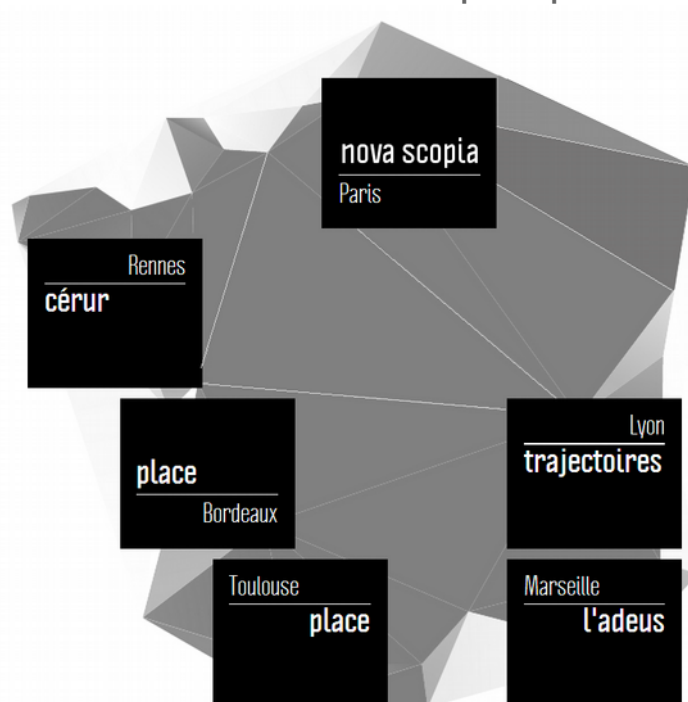 nova scopia
Paris
Rennes
cérur
place
Bordeaux
Lyon
trajectoires
Toulouse
place
Marseille
l'adeus